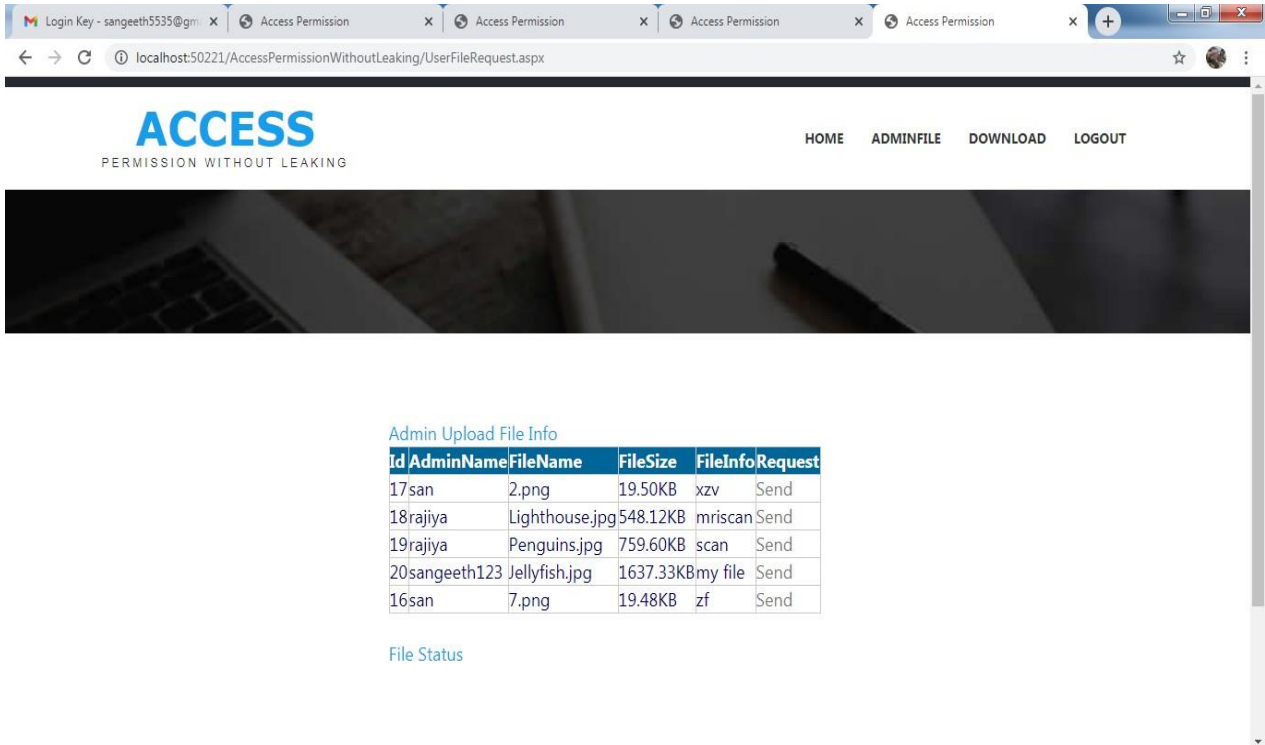 Login Key - sangeeth5535@gm
Access Permission
Access Permission
Access Permission
Access Permission
localhost:50221/AccessPermissionWithoutLeaking/UserFileRequest.aspx
ACCESS
PERMISSION WITHOUT LEAKING
HOME ADMINFILE DOWNLOAD LOGOUT
Admin Upload File Info
Id AdminName FileName FileSize FileInfo Request
17 san 2.png 19.50KB xzv Send
18 rajiya Lighthouse.jpg 548.12KB mriscan Send
19 rajiya Penguins.jpg 759.60KB scan Send
20 sangeeth123 Jellyfish.jpg 1637.33KB my file Send
16 san 7.png 19.48KB zf Send
File Status